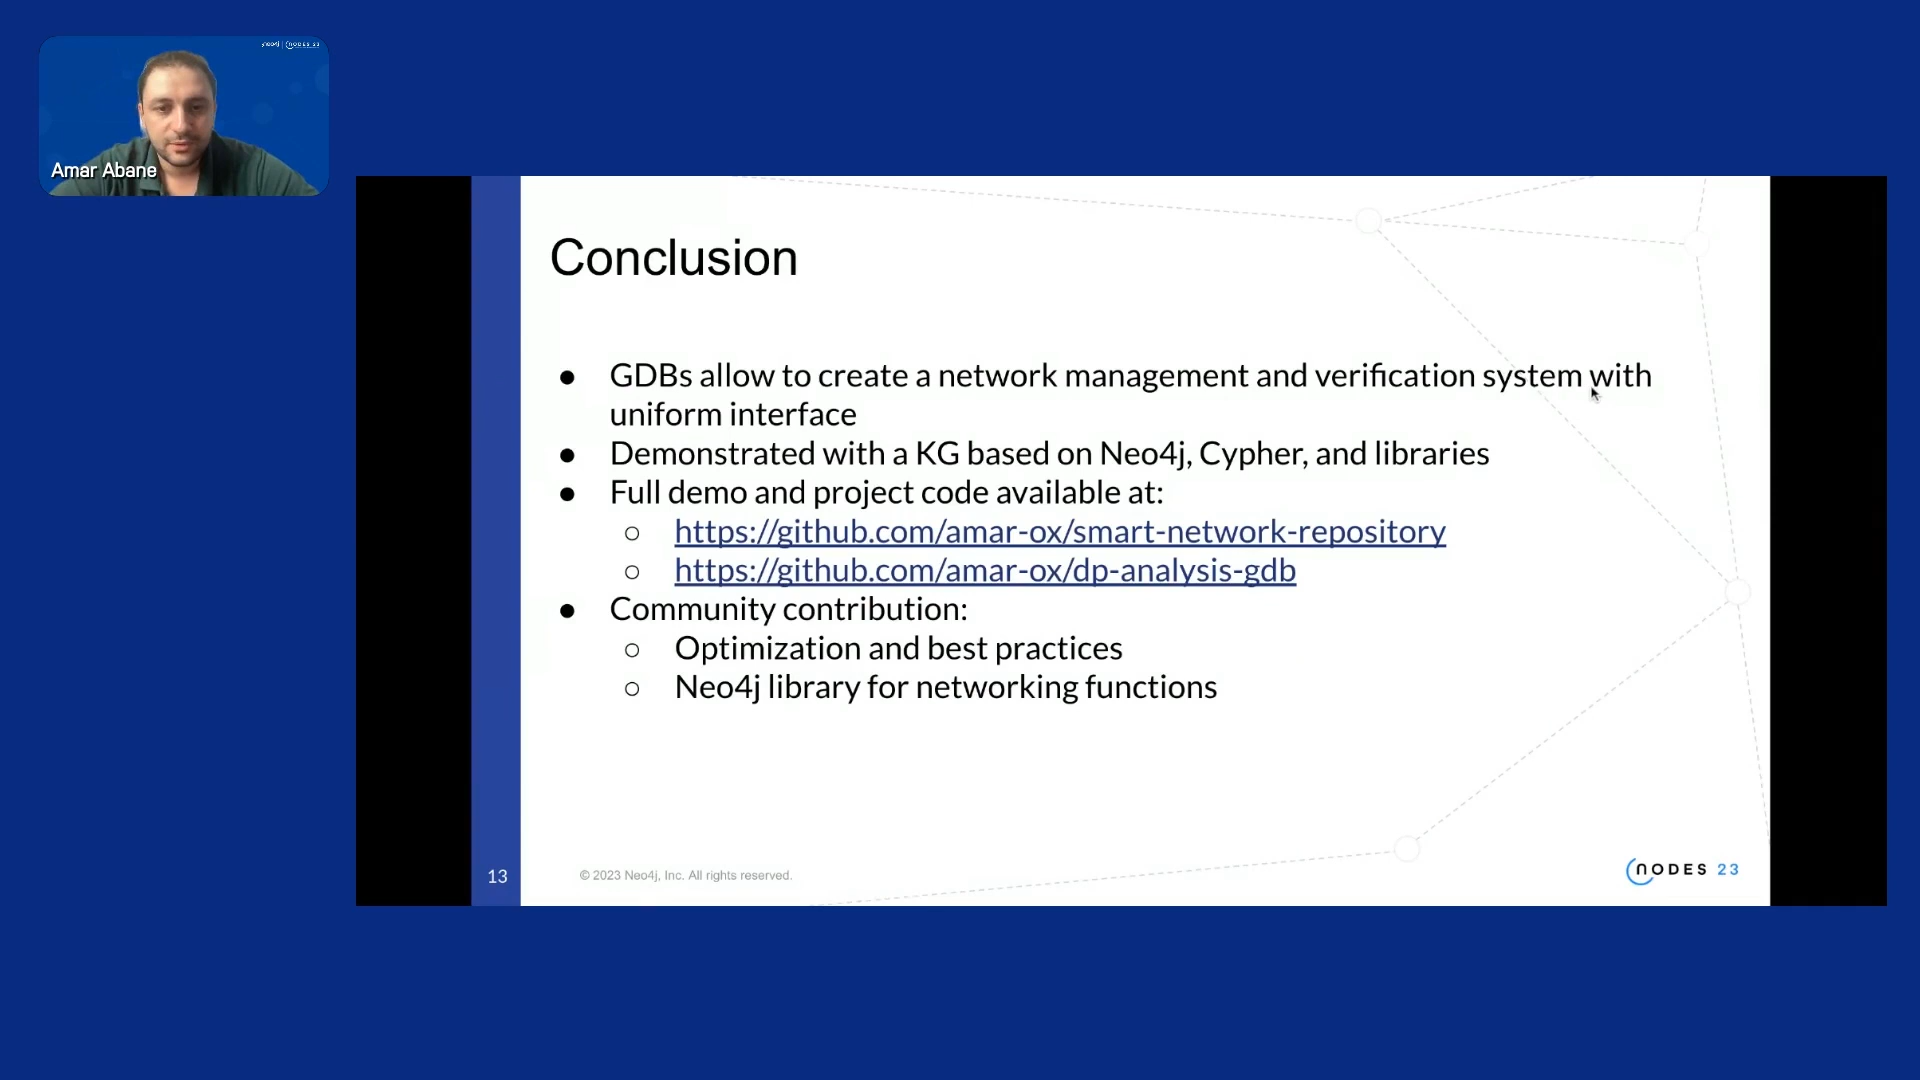 neo4j | NODES 23
Amar Abane
Conclusion
● GDBs allow to create a network management and verification system with
uniform interface
● Demonstrated with a KG based on Neo4j, Cypher, and libraries
● Full demo and project code available at:
○ https://github.com/amar-ox/smart-network-repository
○ https://github.com/amar-ox/dp-analysis-gdb
● Community contribution:
○ Optimization and best practices
○ Neo4j library for networking functions
13
© 2023 Neo4j, Inc. All rights reserved.
NODES 23